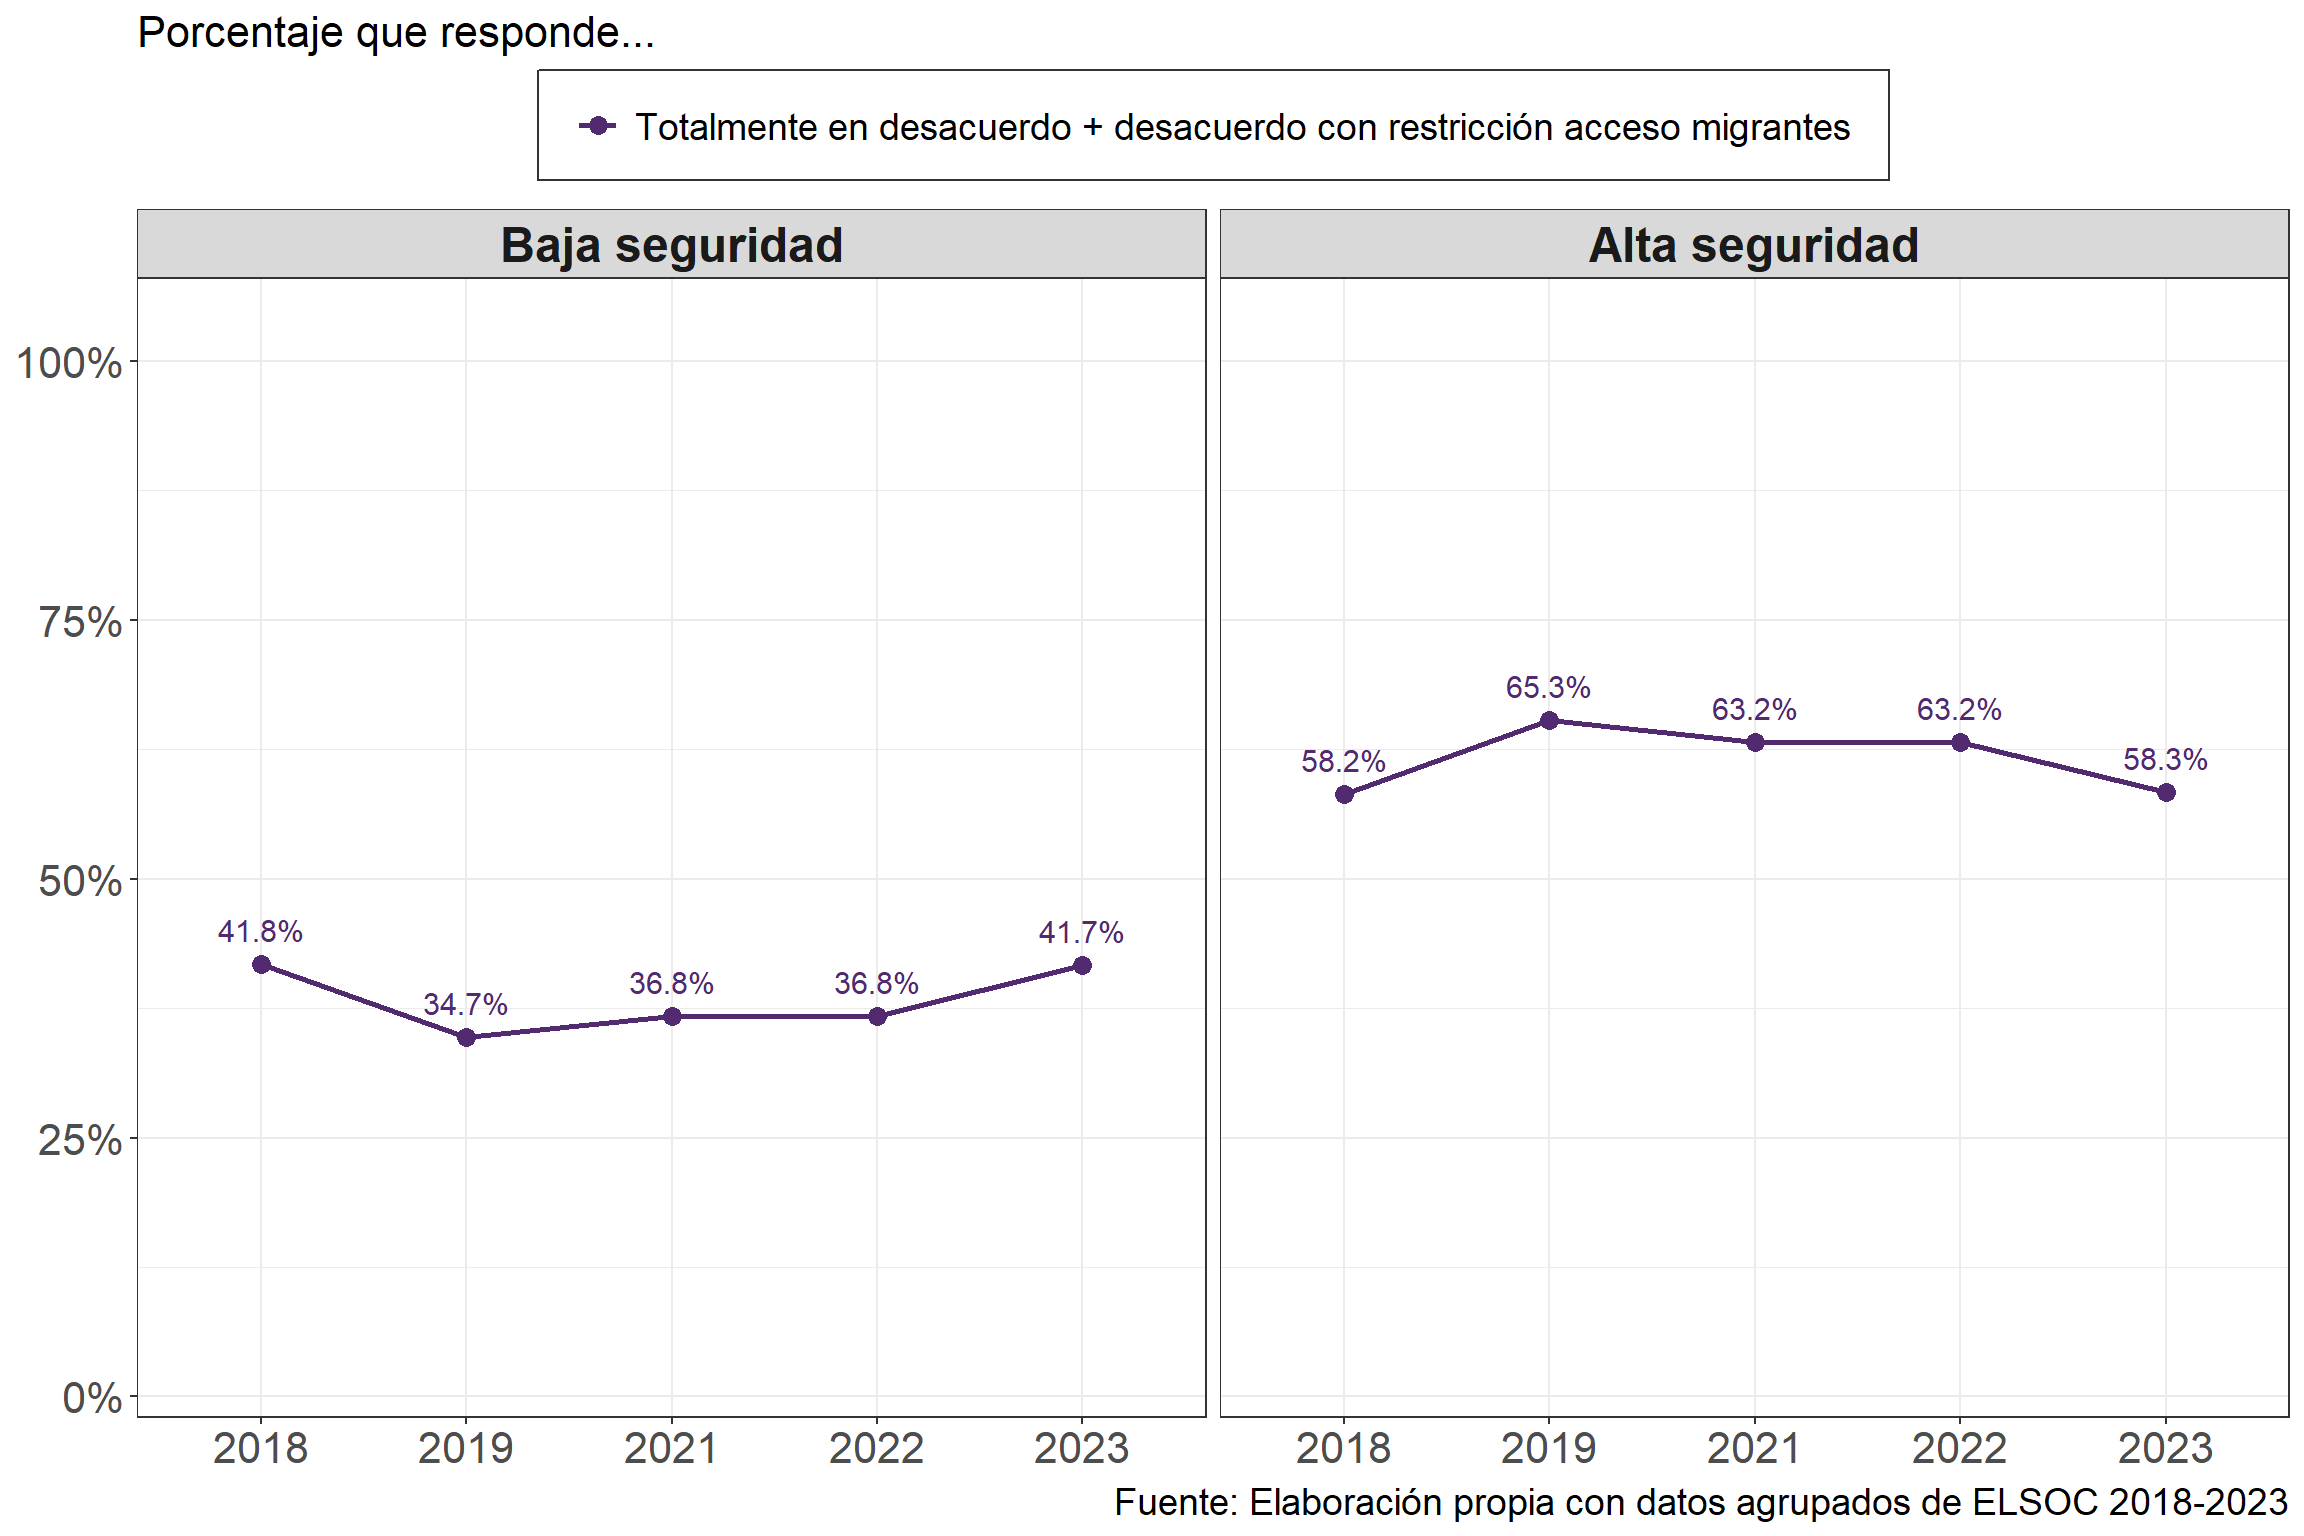 Porcentaje que responde...
Totalmente en desacuerdo + desacuerdo con restricción acceso migrantes
Baja seguridad
Alta seguridad
100%
75%
50%
25%
0%
41.8%
34.7%
36.8%
36.8%
41.7%
58.2%
65.3%
63.2%
63.2%
58.3%
2018 2019 2021 2022 2023
2018 2019 2021 2022 2023
Fuente: Elaboración propia con datos agrupados de ELSOC 2018-2023